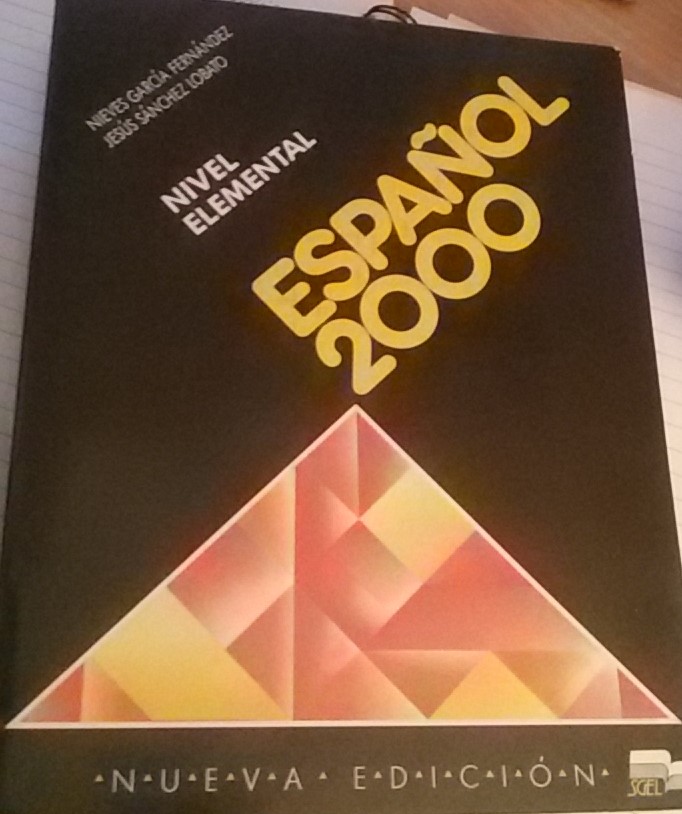 NIEVES GARCÍA FERNÁNDEZ
JESÚS SÁNCHEZ LOBATO
NIVEL
ELEMENTAL
ESPAÑOL
2000
NUEVA EDICIÓN
SGEL